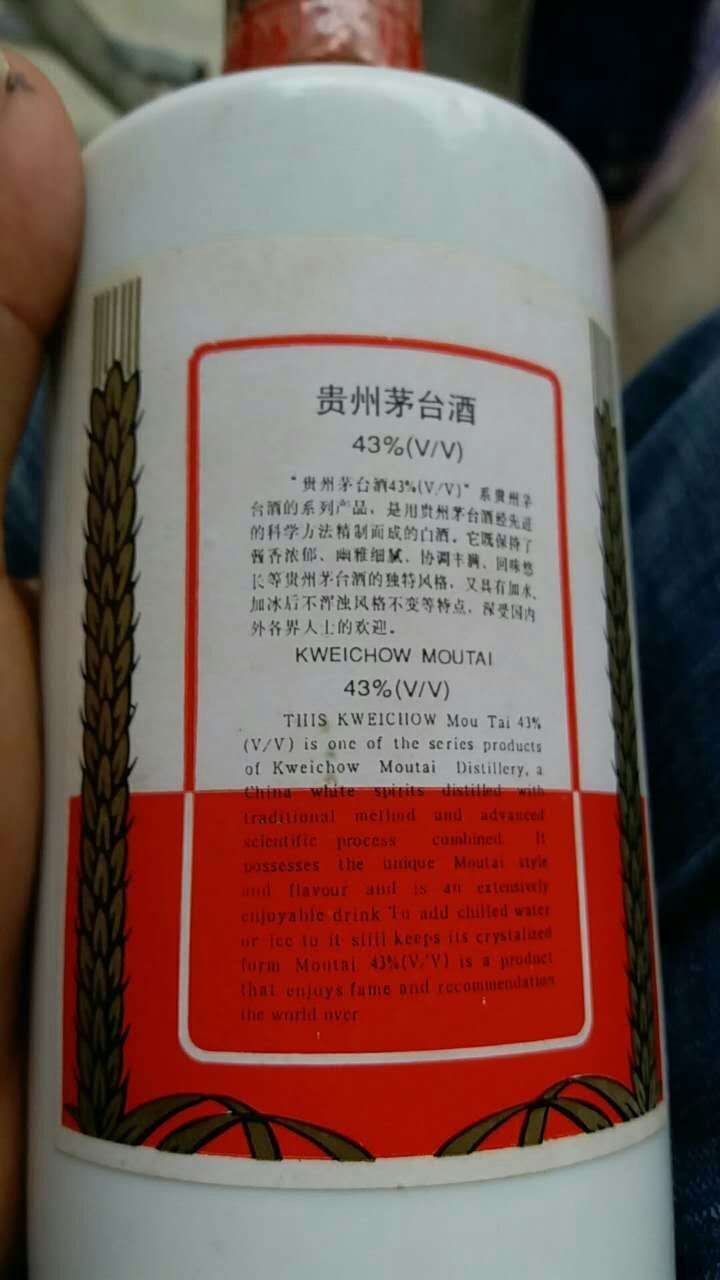 贵州茅台酒
43%(V/V)
“贵州茅台酒43%(V/V)”系贵州茅
台酒的系列产品，是用贵州茅台酒经先进
的科学方法精制而成的白酒。它既保持了
酱香浓郁、幽雅细腻、协调丰满、回味悠
长等贵州茅台酒的独特风格，又具有加水、
加冰后不浑浊风格不变等特点，深受国内
外各界人士的欢迎。
KWEICHOW MOUTAI
43%(V/V)
THIS KWEICHOW Mou Tai 43%
(V/V) is one of the series products
of Kweichow Moutai Distillery, a
China white spirits distilled with
traditional method and advanced
scientific process combined. It
possesses the unique Moutai style
and flavour and is an extensively
enjoyable drink To add chilled water
or ice to it still keeps its crystalized
form Moutai 43%(V/V) is a product
that enjoys fame and recommendation
the world over